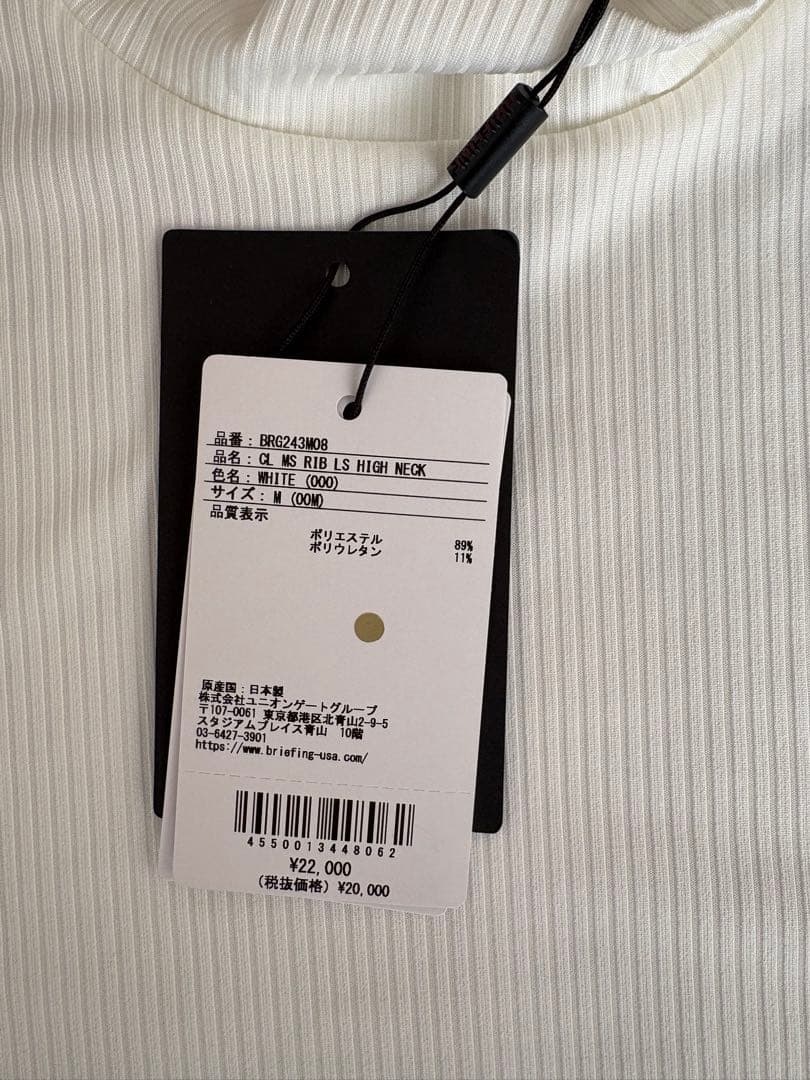 BRIEFING
品番：BRG243M08
品名：CL MS RIB LS HIGH NECK
色名：WHITE (000)
サイズ：M (00M)
品質表示
ポリエステル 89%
ポリウレタン 11%
原産国：日本製
株式会社ユニオンゲートグループ
〒107-0061 東京都港区北青山2-9-5
スタジアムプレイス青山 10階
03-6427-3901
https://www.briefing-usa.com/
4550013448062
¥22,000
(税抜価格) ¥20,000